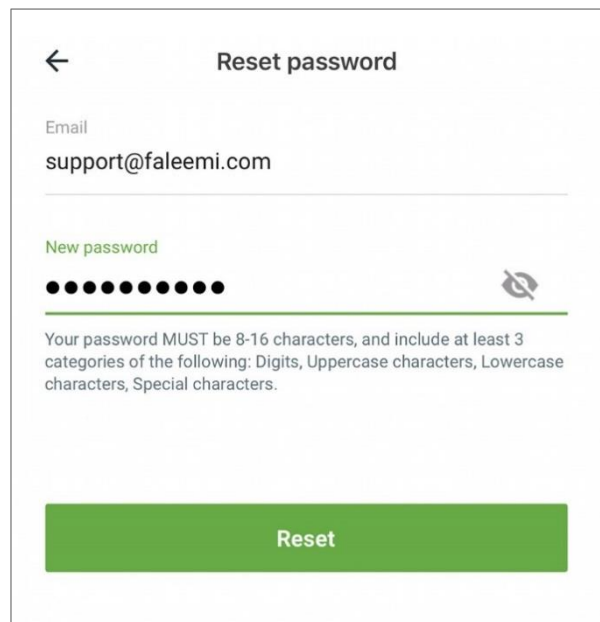 Reset password
Email
support@faleemi.com
New password
●●●●●●●●●●
Your password MUST be 8-16 characters, and include at least 3
categories of the following: Digits, Uppercase characters, Lowercase
characters, Special characters.
Reset